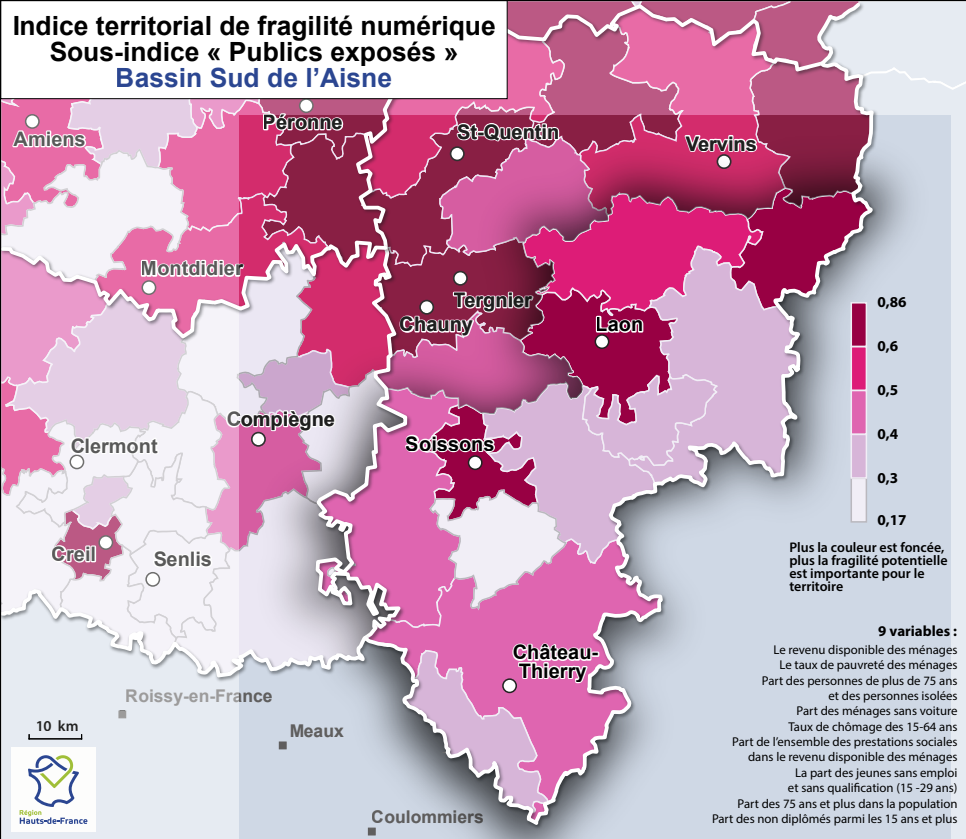 Indice territorial de fragilité numérique
Sous-indice « Publics exposés »
Bassin Sud de l’Aisne
Péronne
Amiens
St-Quentin
Vervins
Montdidier
Tergnier
Chauny
Laon
0,86
0,6
0,5
0,4
0,3
0,17
Compiègne
Clermont
Soissons
Creil
Senlis
Plus la couleur est foncée,
plus la fragilité potentielle
est importante pour le
territoire
Château-
Thierry
9 variables :
Le revenu disponible des ménages
Le taux de pauvreté des ménages
Part des personnes de plus de 75 ans
et des personnes isolées
Part des ménages sans voiture
Taux de chômage des 15-64 ans
Part de l’ensemble des prestations sociales
dans le revenu disponible des ménages
La part des jeunes sans emploi
et sans qualification (15 -29 ans)
Part des 75 ans et plus dans la population
Part des non diplômés parmi les 15 ans et plus
Roissy-en-France
10 km
Meaux
Coulommiers
Région
Hauts-de-France